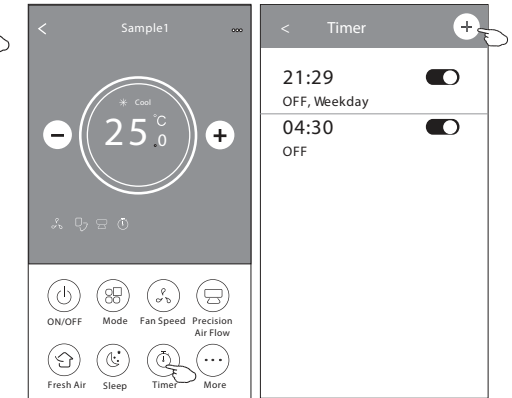 < Sample1 ...
Cool
25.0 °C
ON/OFF Mode Fan Speed Precision
Air Flow
Fresh Air Sleep Timer More
< Timer +
21:29
OFF, Weekday
04:30
OFF